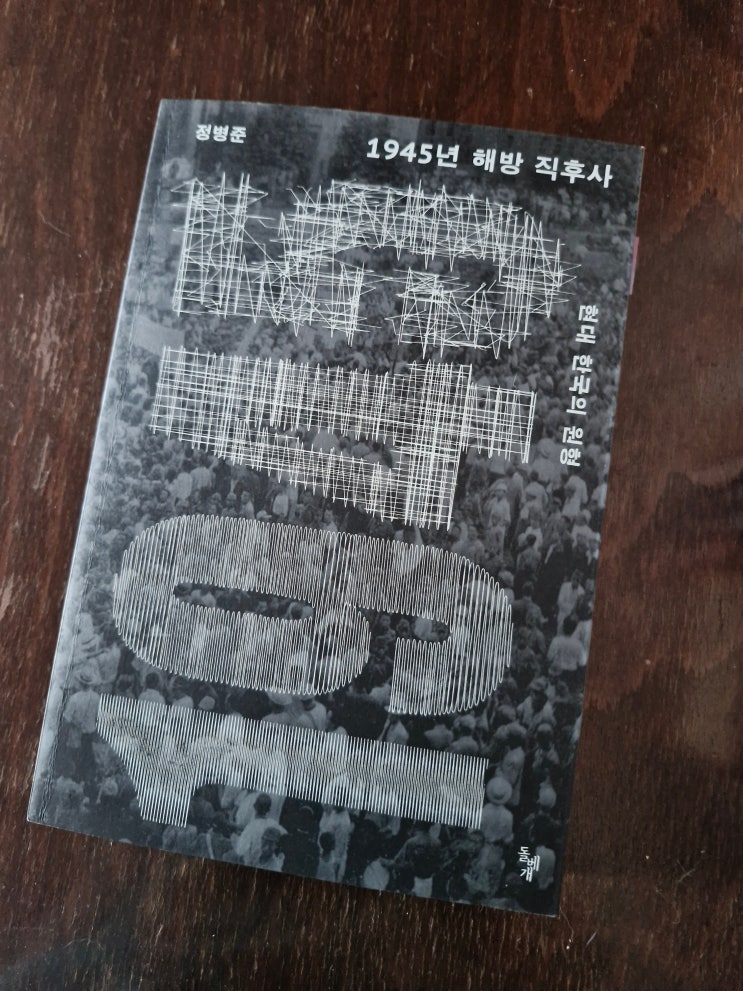 정병준
1945년 해방 직후사
현대 한국의 원형
1945
돌베개